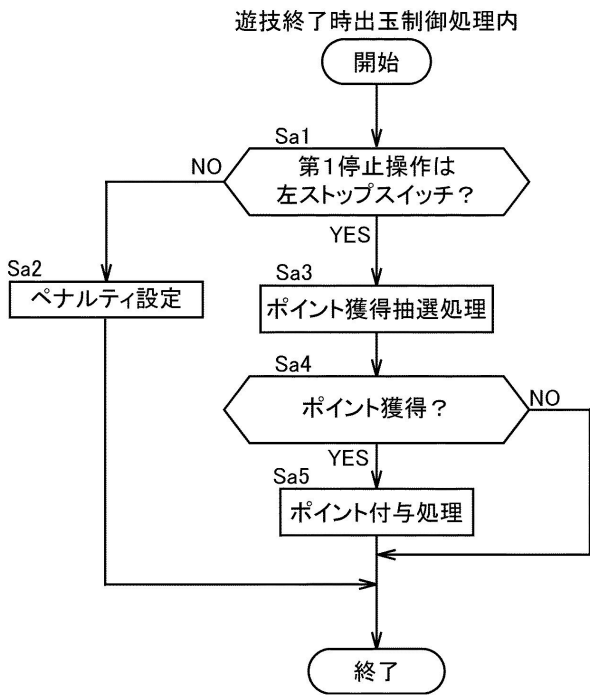 遊技終了時出玉制御処理内
開始
Sa1
第1停止操作は
左ストップスイッチ？
NO
YES
Sa2
ペナルティ設定
Sa3
ポイント獲得抽選処理
Sa4
ポイント獲得？
NO
YES
Sa5
ポイント付与処理
終了